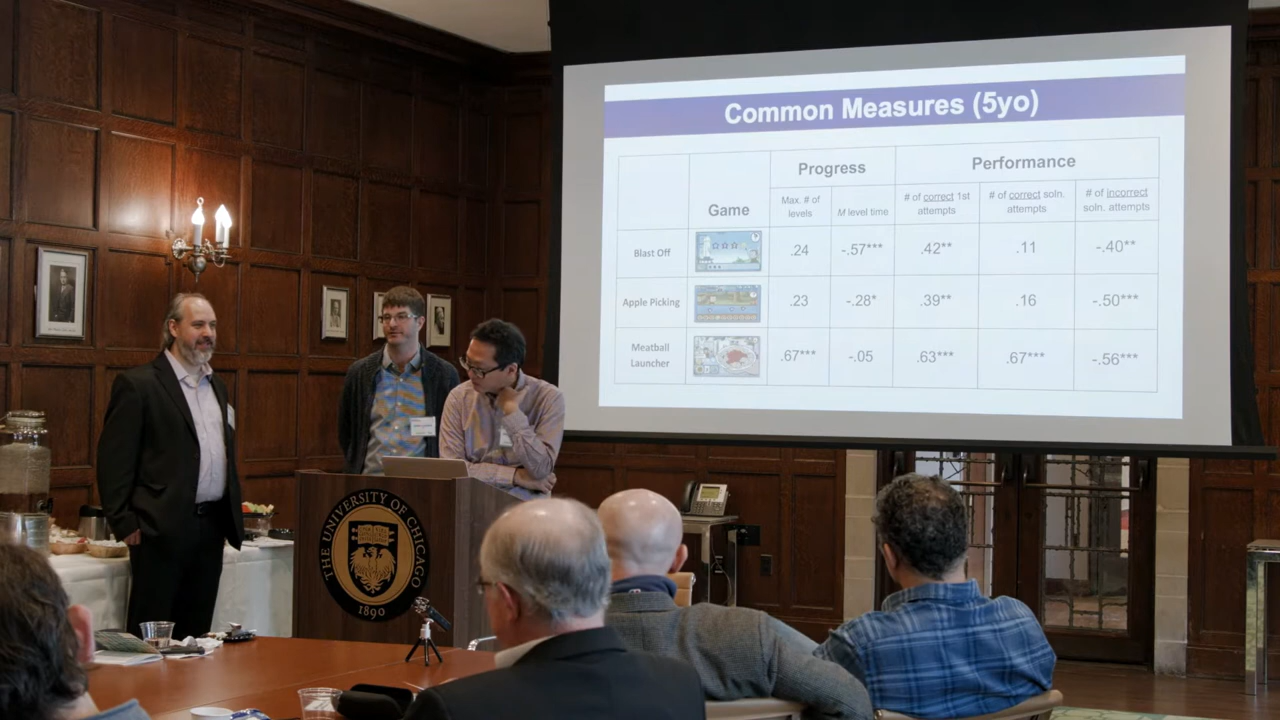 Common Measures (5yo)
Progress Performance
Game
Max. # of levels
M level time
# of correct 1st attempts
# of correct soln. attempts
# of incorrect soln. attempts
Blast Off .24 -.57*** .42** .11 -.40**
Apple Picking .23 -.28* .39** .16 -.50***
Meatball Launcher .67*** -.05 .63*** .67*** -.56***
THE UNIVERSITY OF CHICAGO
1890